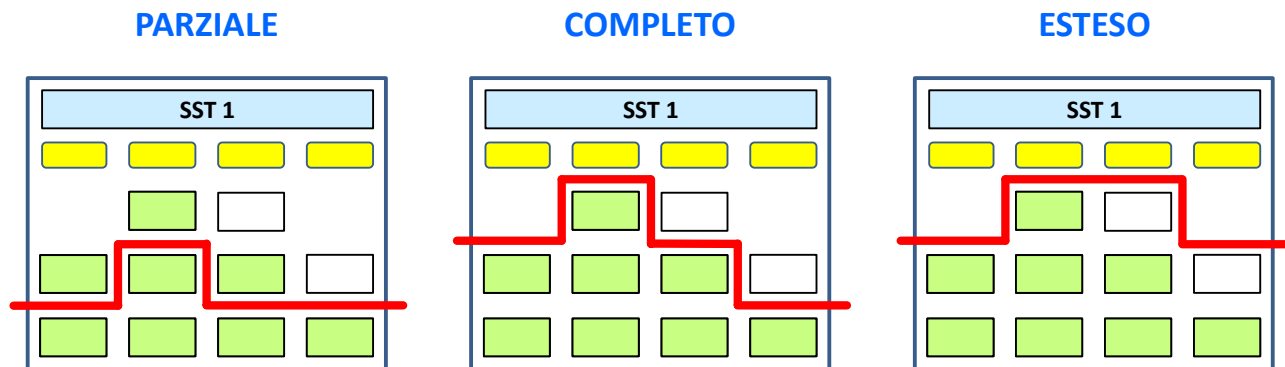 PARZIALE
COMPLETO
ESTESO
SST 1
SST 1
SST 1